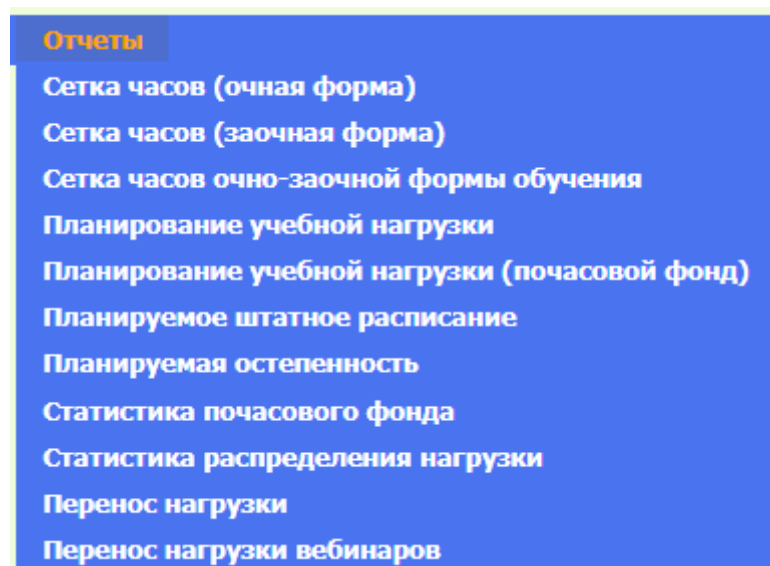 Отчеты
Сетка часов (очная форма)
Сетка часов (заочная форма)
Сетка часов очно-заочной формы обучения
Планирование учебной нагрузки
Планирование учебной нагрузки (почасовой фонд)
Планируемое штатное расписание
Планируемая остепенность
Статистика почасового фонда
Статистика распределения нагрузки
Перенос нагрузки
Перенос нагрузки вебинаров